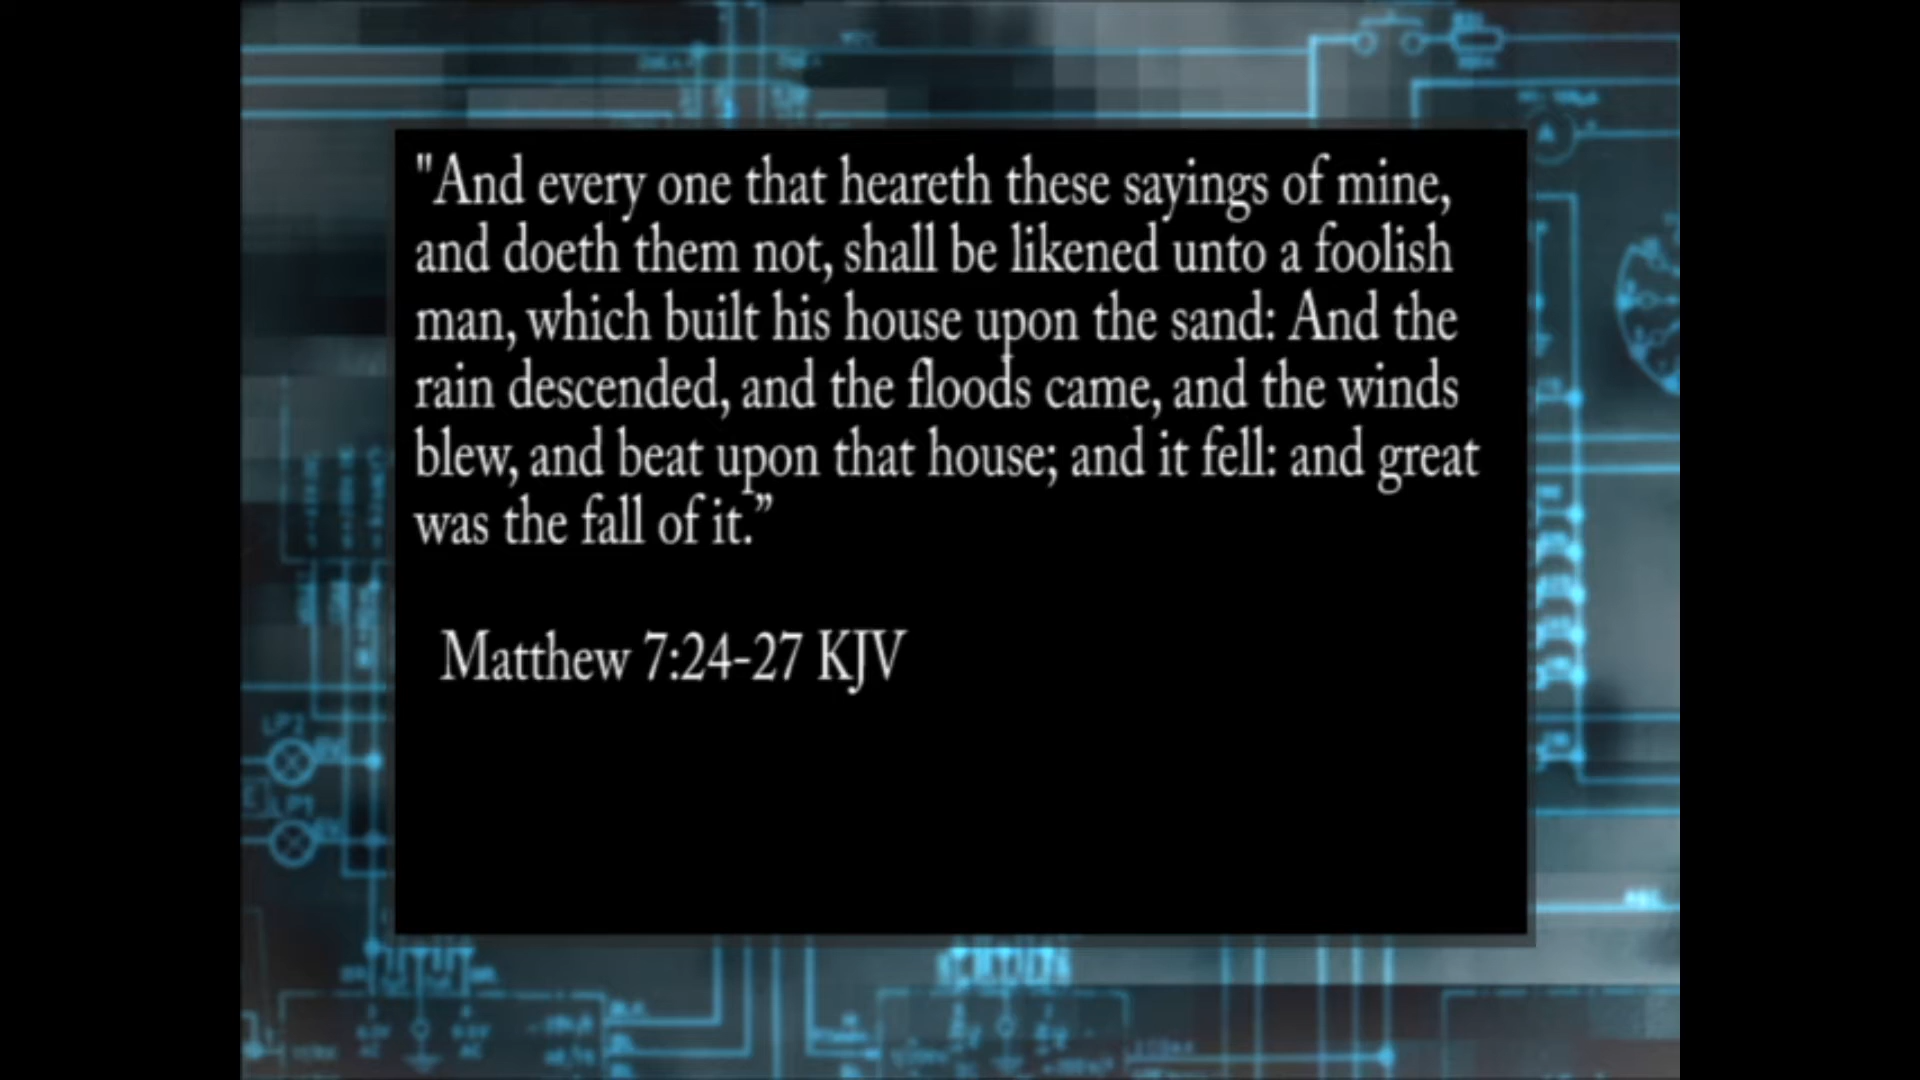 "And every one that heareth these sayings of mine,
and doeth them not, shall be likened unto a foolish
man, which built his house upon the sand: And the
rain descended, and the floods came, and the winds
blew, and beat upon that house; and it fell: and great
was the fall of it.”
Matthew 7:24-27 KJV
LP2
LP1
A